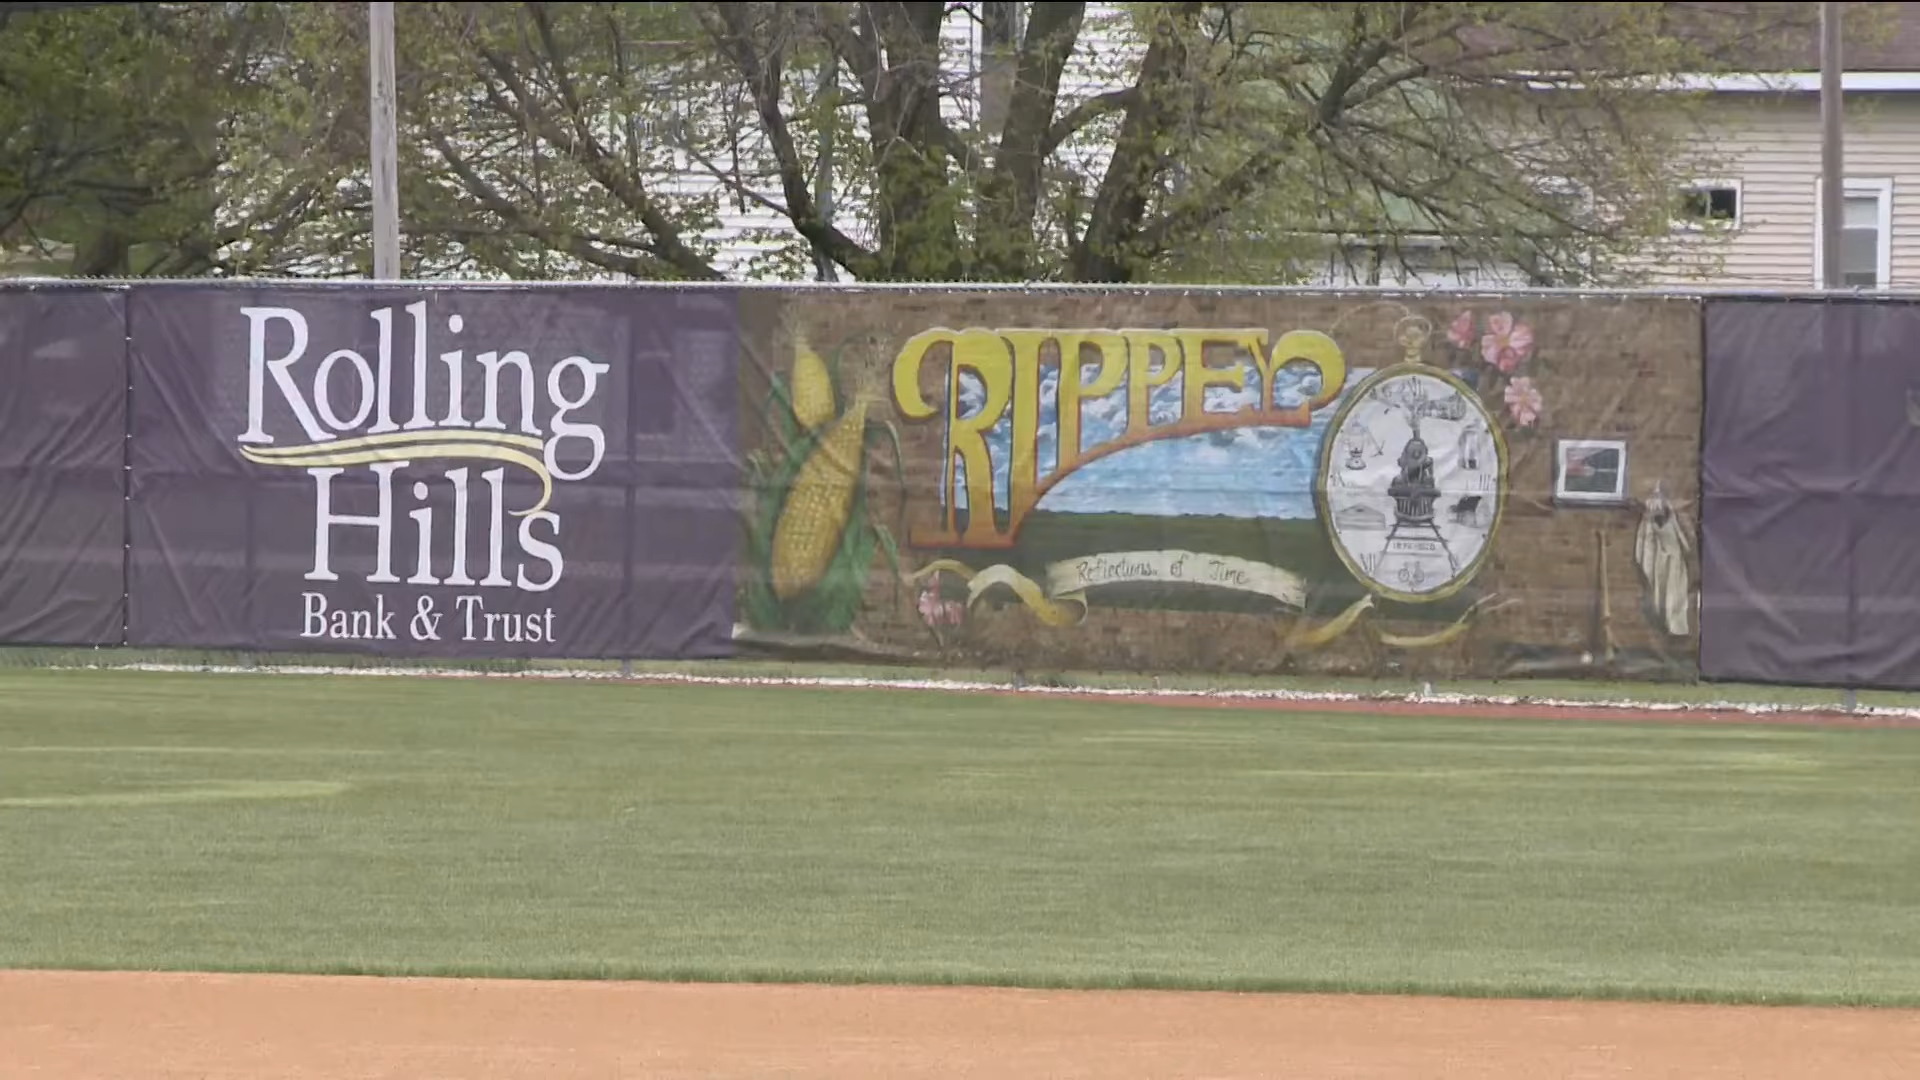 Rolling
Hills
Bank & Trust
RIPPEY
Reflections of Time